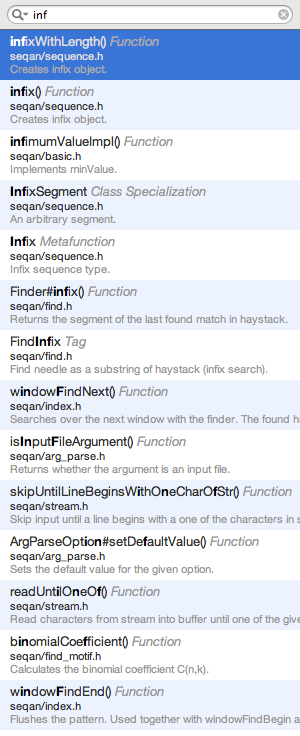 inf
infixWithLength() Function
seqan/sequence.h
Creates infix object.
infix() Function
seqan/sequence.h
Creates infix object.
infimumValueImpl() Function
seqan/basic.h
Implements minValue.
InfixSegment Class Specialization
seqan/sequence.h
An arbitrary segment.
Infix Metafunction
seqan/sequence.h
Infix sequence type.
Finder#infix() Function
seqan/find.h
Returns the segment of the last found match in haystack.
FindInfix Tag
seqan/find.h
Find needle as a substring of haystack (infix search).
windowFindNext() Function
seqan/index.h
Searches over the next window with the finder. The found hi
isInputFileArgument() Function
seqan/arg_parse.h
Returns whether the argument is an input file.
skipUntilLineBeginsWithOneCharOfStr() Function
seqan/stream.h
Skip input until a line begins with a one of the characters in s
ArgParseOption#setDefaultValue() Function
seqan/arg_parse.h
Sets the default value for the given option.
readUntilOneOf() Function
seqan/stream.h
Read characters from stream into buffer until one of the give
binomialCoefficient() Function
seqan/find_motif.h
Calculates the binomial coefficient C(n,k).
windowFindEnd() Function
seqan/index.h
Flushes the pattern. Used together with windowFindBegin a